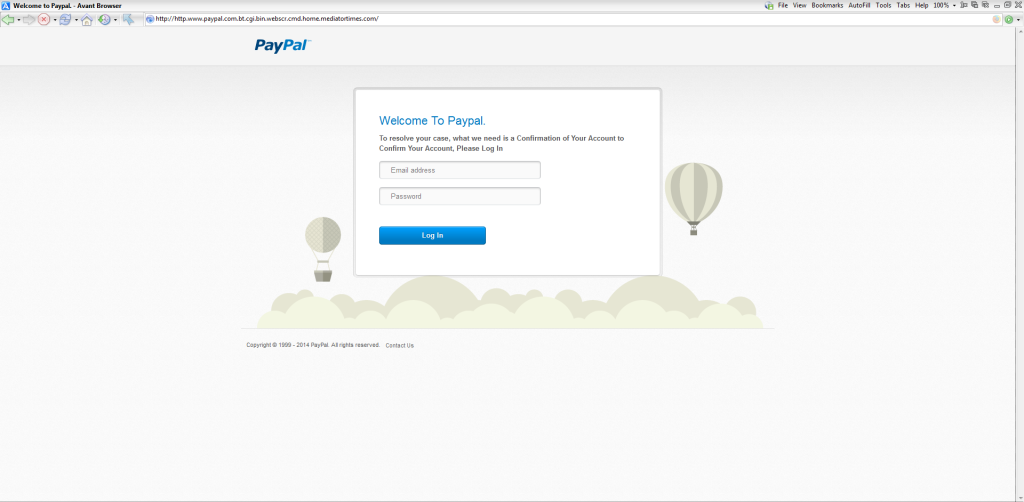 Welcome to Paypal. - Avant Browser
File View Bookmarks AutoFill Tools Tabs Help 100%
http://http.www.paypal.com.bt.cgi.bin.webscr.cmd.home.mediatortimes.com/
PayPal™
Welcome To Paypal.
To resolve your case, what we need is a Confirmation of Your Account to
Confirm Your Account, Please Log In
Email address
Password
Log In
Copyright © 1999 - 2014 PayPal. All rights reserved. Contact Us